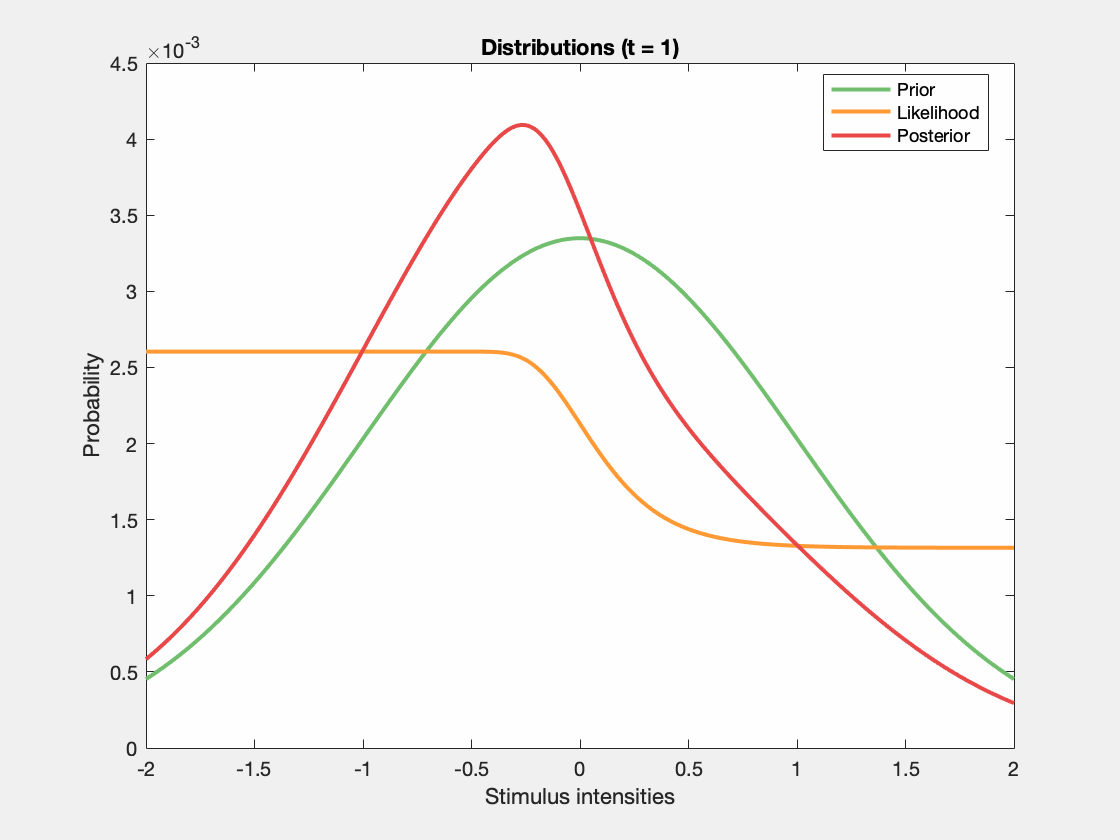 Distributions (t = 1)
×10-3
4.5
4
3.5
3
2.5
2
1.5
1
0.5
0
Probability
-2 -1.5 -1 -0.5 0 0.5 1 1.5 2
Stimulus intensities
Prior
Likelihood
Posterior